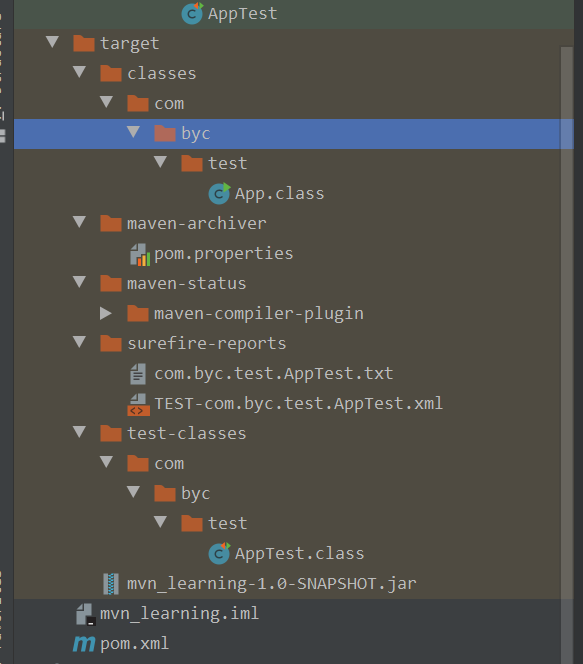 AppTest
target
classes
com
byc
test
App.class
maven-archiver
pom.properties
maven-status
maven-compiler-plugin
surefire-reports
com.byc.test.AppTest.txt
TEST-com.byc.test.AppTest.xml
test-classes
com
byc
test
AppTest.class
mvn_learning-1.0-SNAPSHOT.jar
mvn_learning.iml
pom.xml